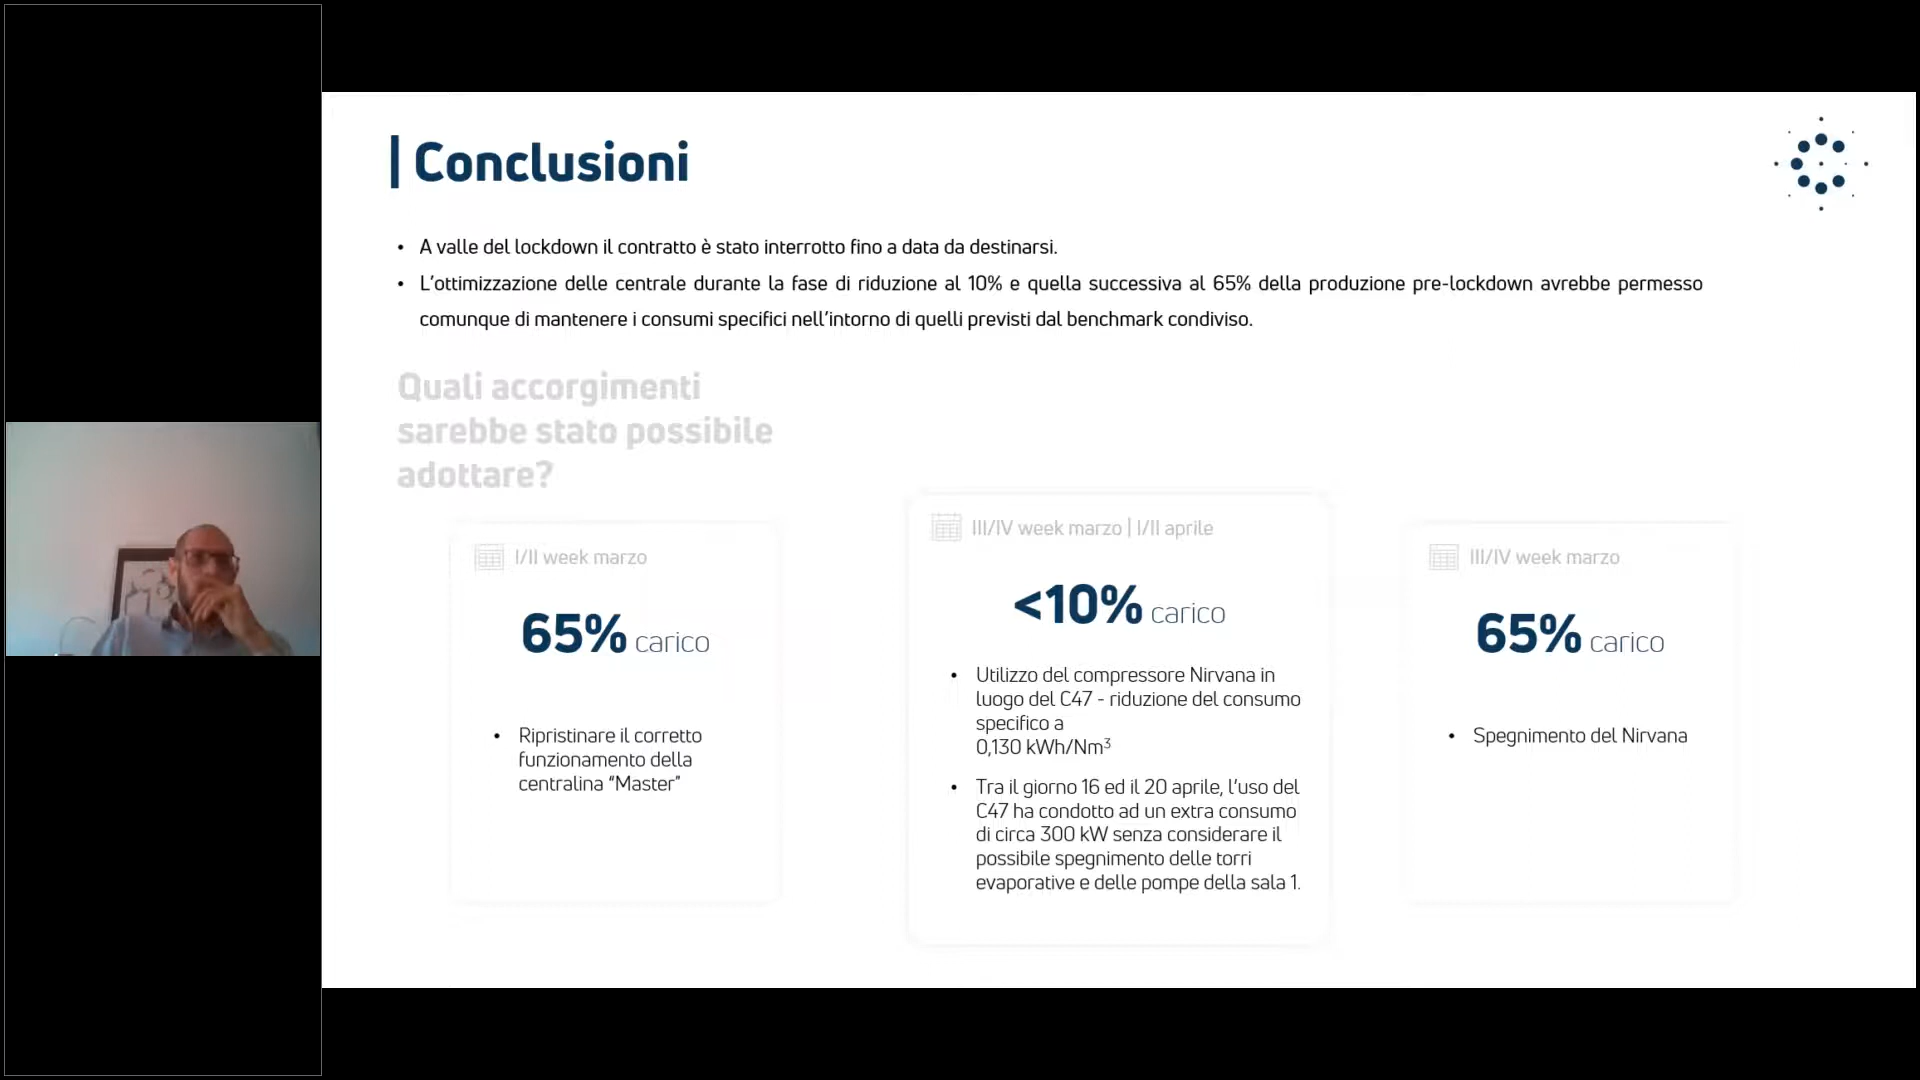 Conclusioni
• A valle del lockdown il contratto è stato interrotto fino a data da destinarsi.
• L’ottimizzazione delle centrale durante la fase di riduzione al 10% e quella successiva al 65% della produzione pre-lockdown avrebbe permesso
comunque di mantenere i consumi specifici nell’intorno di quelli previsti dal benchmark condiviso.
Quali accorgimenti
sarebbe stato possibile
adottare?
I/II week marzo
65% carico
• Ripristinare il corretto
funzionamento della
centralina “Master”
III/IV week marzo | I/II aprile
<10% carico
• Utilizzo del compressore Nirvana in
luogo del C47 - riduzione del consumo
specifico a
0,130 kWh/Nm³
• Tra il giorno 16 ed il 20 aprile, l’uso del
C47 ha condotto ad un extra consumo
di circa 300 kW senza considerare il
possibile spegnimento delle torri
evaporative e delle pompe della sala 1.
III/IV week marzo
65% carico
• Spegnimento del Nirvana